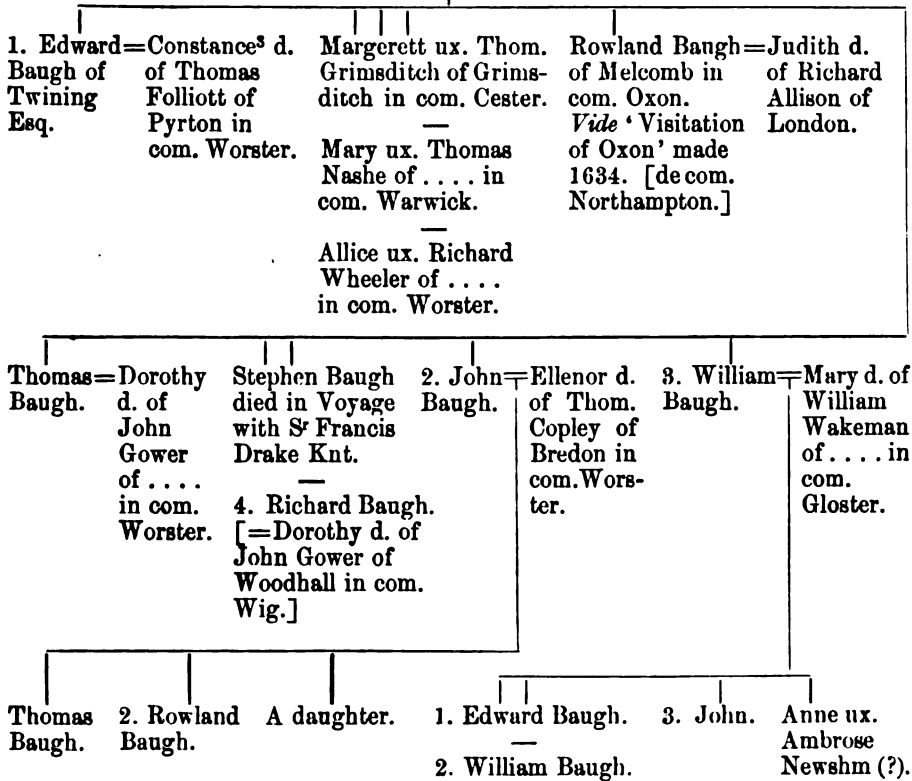 1. Edward=Constance³ d.
Baugh of
Twining
Esq.
of Thomas
Folliott of
Pyrton in
com. Worster.
Margerett ux. Thom.
Grimsditch of Grims-
ditch in com. Cester.
—
Mary ux. Thomas
Nashe of . . . . in
com. Warwick.
—
Allice ux. Richard
Wheeler of . . . .
in com. Worster.
Rowland Baugh=Judith d.
of Melcomb in
com. Oxon.
Vide ‘ Visitation
of Oxon’ made
1634. [de com.
Northampton.]
of Richard
Allison of
London.
Thomas=Dorothy
Baugh.
d. of
John
Gower
of . . . .
in com.
Worster.
Stephen Baugh
died in Voyage
with Sr Francis
Drake Knt.
—
4. Richard Baugh.
[=Dorothy d. of
John Gower of
Woodhall in com.
Wig.]
2. John=Ellenor d.
Baugh.
of Thom.
Copley of
Bredon in
com.Wors-
ter.
3. William=Mary d. of
Baugh.
William
Wakeman
of . . . . in
com.
Gloster.
Thomas
Baugh.
2. Rowland
Baugh.
A daughter.
1. Edward Baugh.
—
2. William Baugh.
3. John.
Anne ux.
Ambrose
Newshm (?).